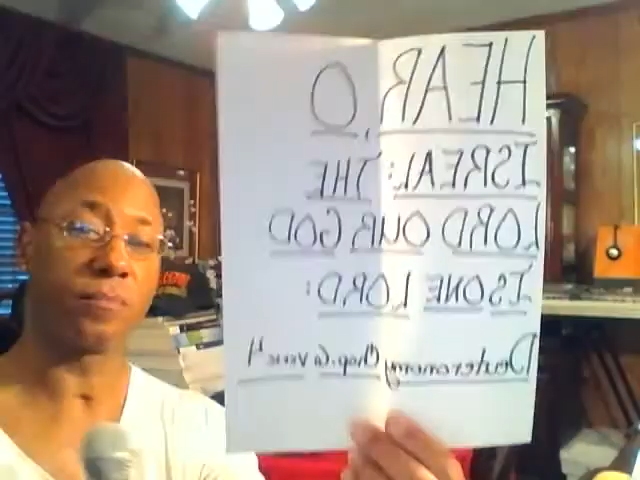 HEAR, O
ISREAL: THE
LORD OUR GOD
IS ONE LORD:
Deuteronomy Chap. 6 verse 4